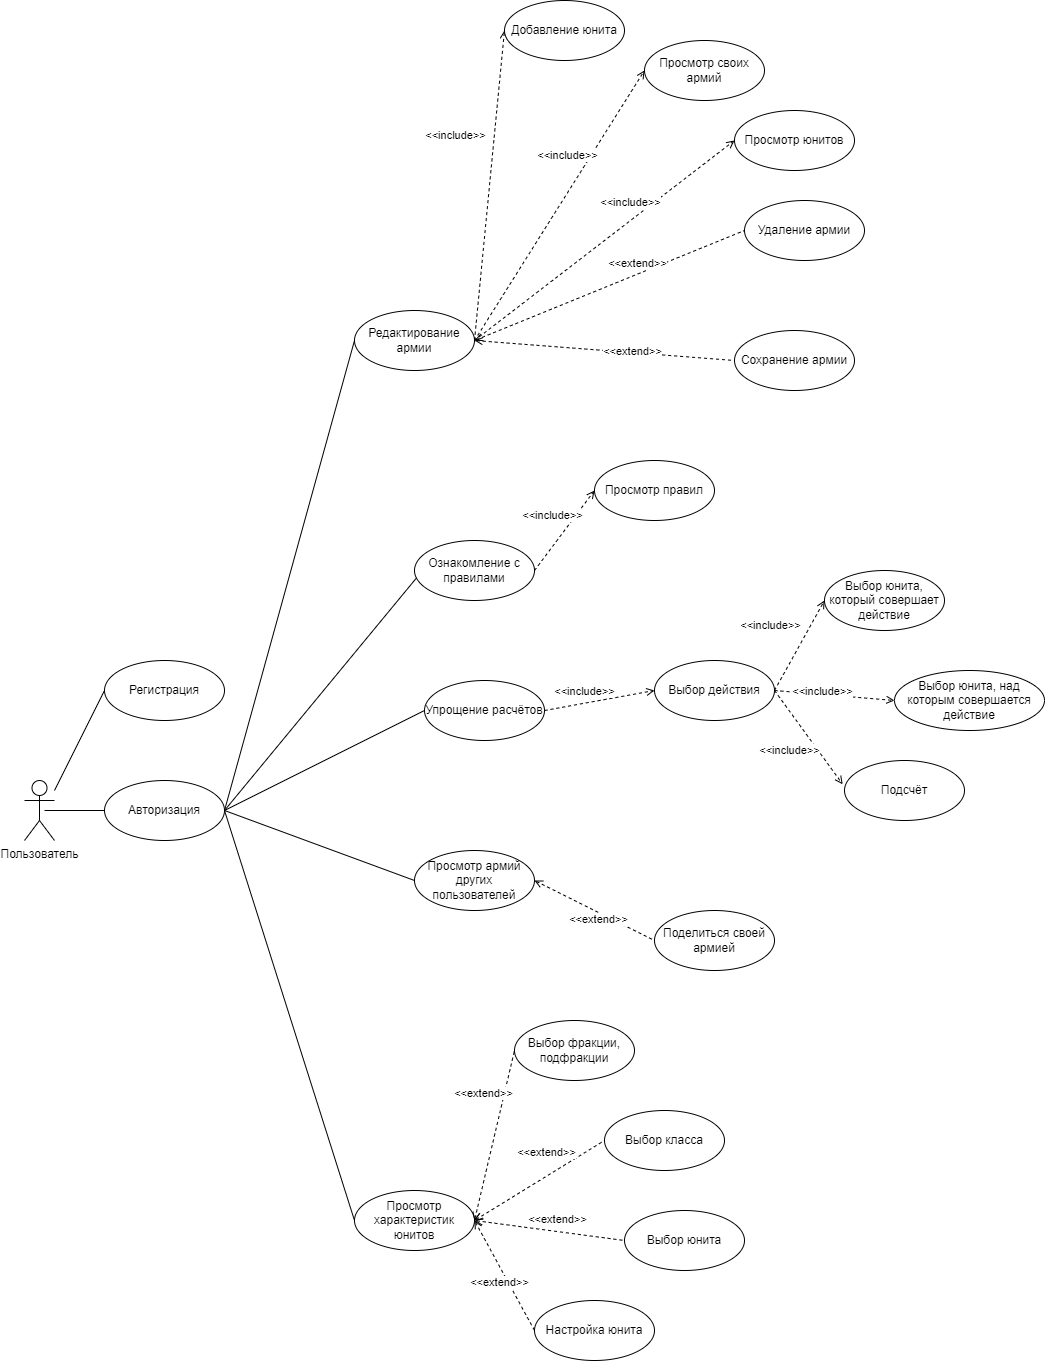 Добавление юнита
Просмотр своих
армий
<<include>>
<<include>>
Просмотр юнитов
<<include>>
Удаление армии
<<extend>>
Редактирование
армии
<<extend>>
Сохранение армии
Просмотр правил
<<include>>
Ознакомление с
правилами
Выбор юнита,
который совершает
действие
<<include>>
Регистрация
Упрощение расчётов
<<include>>
Выбор действия
<<include>>
Выбор юнита, над
которым совершается
действие
<<include>>
Подсчёт
Авторизация
Пользователь
Просмотр армий
других
пользователей
<<extend>>
Поделиться своей
армией
Выбор фракции,
подфракции
<<extend>>
Выбор класса
<<extend>>
Просмотр
характеристик
юнитов
<<extend>>
Выбор юнита
<<extend>>
Настройка юнита